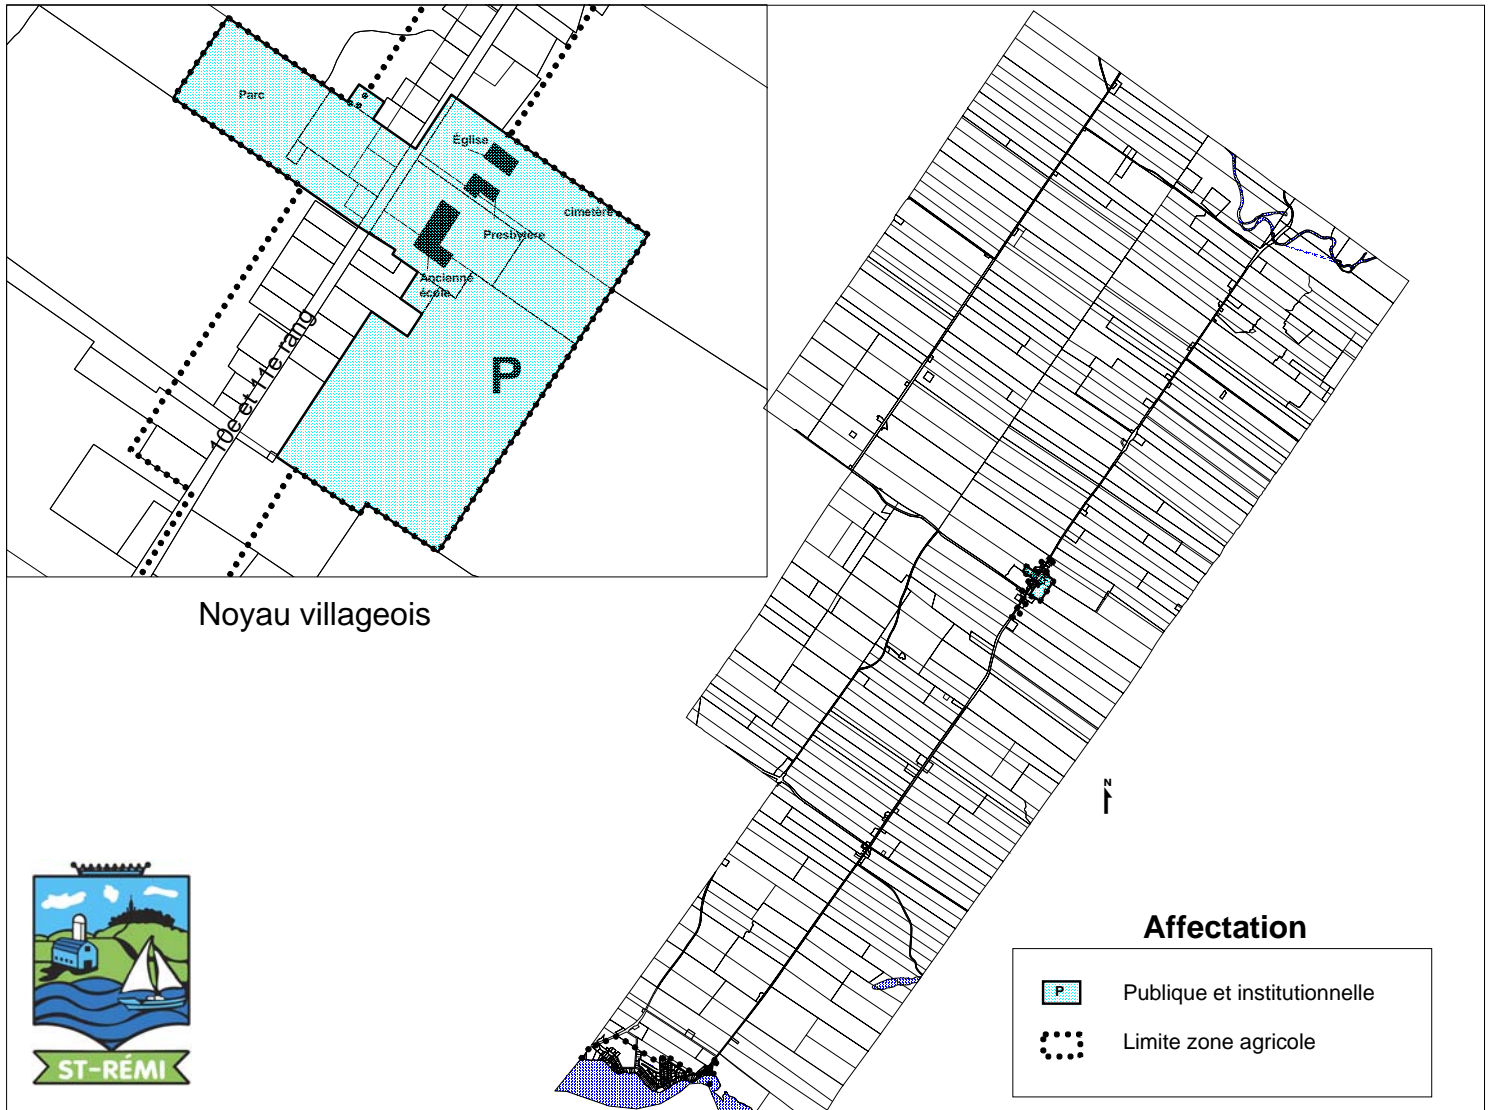 Parc
Église
cimetère
Presbytère
Ancienne
école
P
10e et 11e rang
Noyau villageois
N
ST-RÉMI
Affectation
P
Publique et institutionnelle
Limite zone agricole